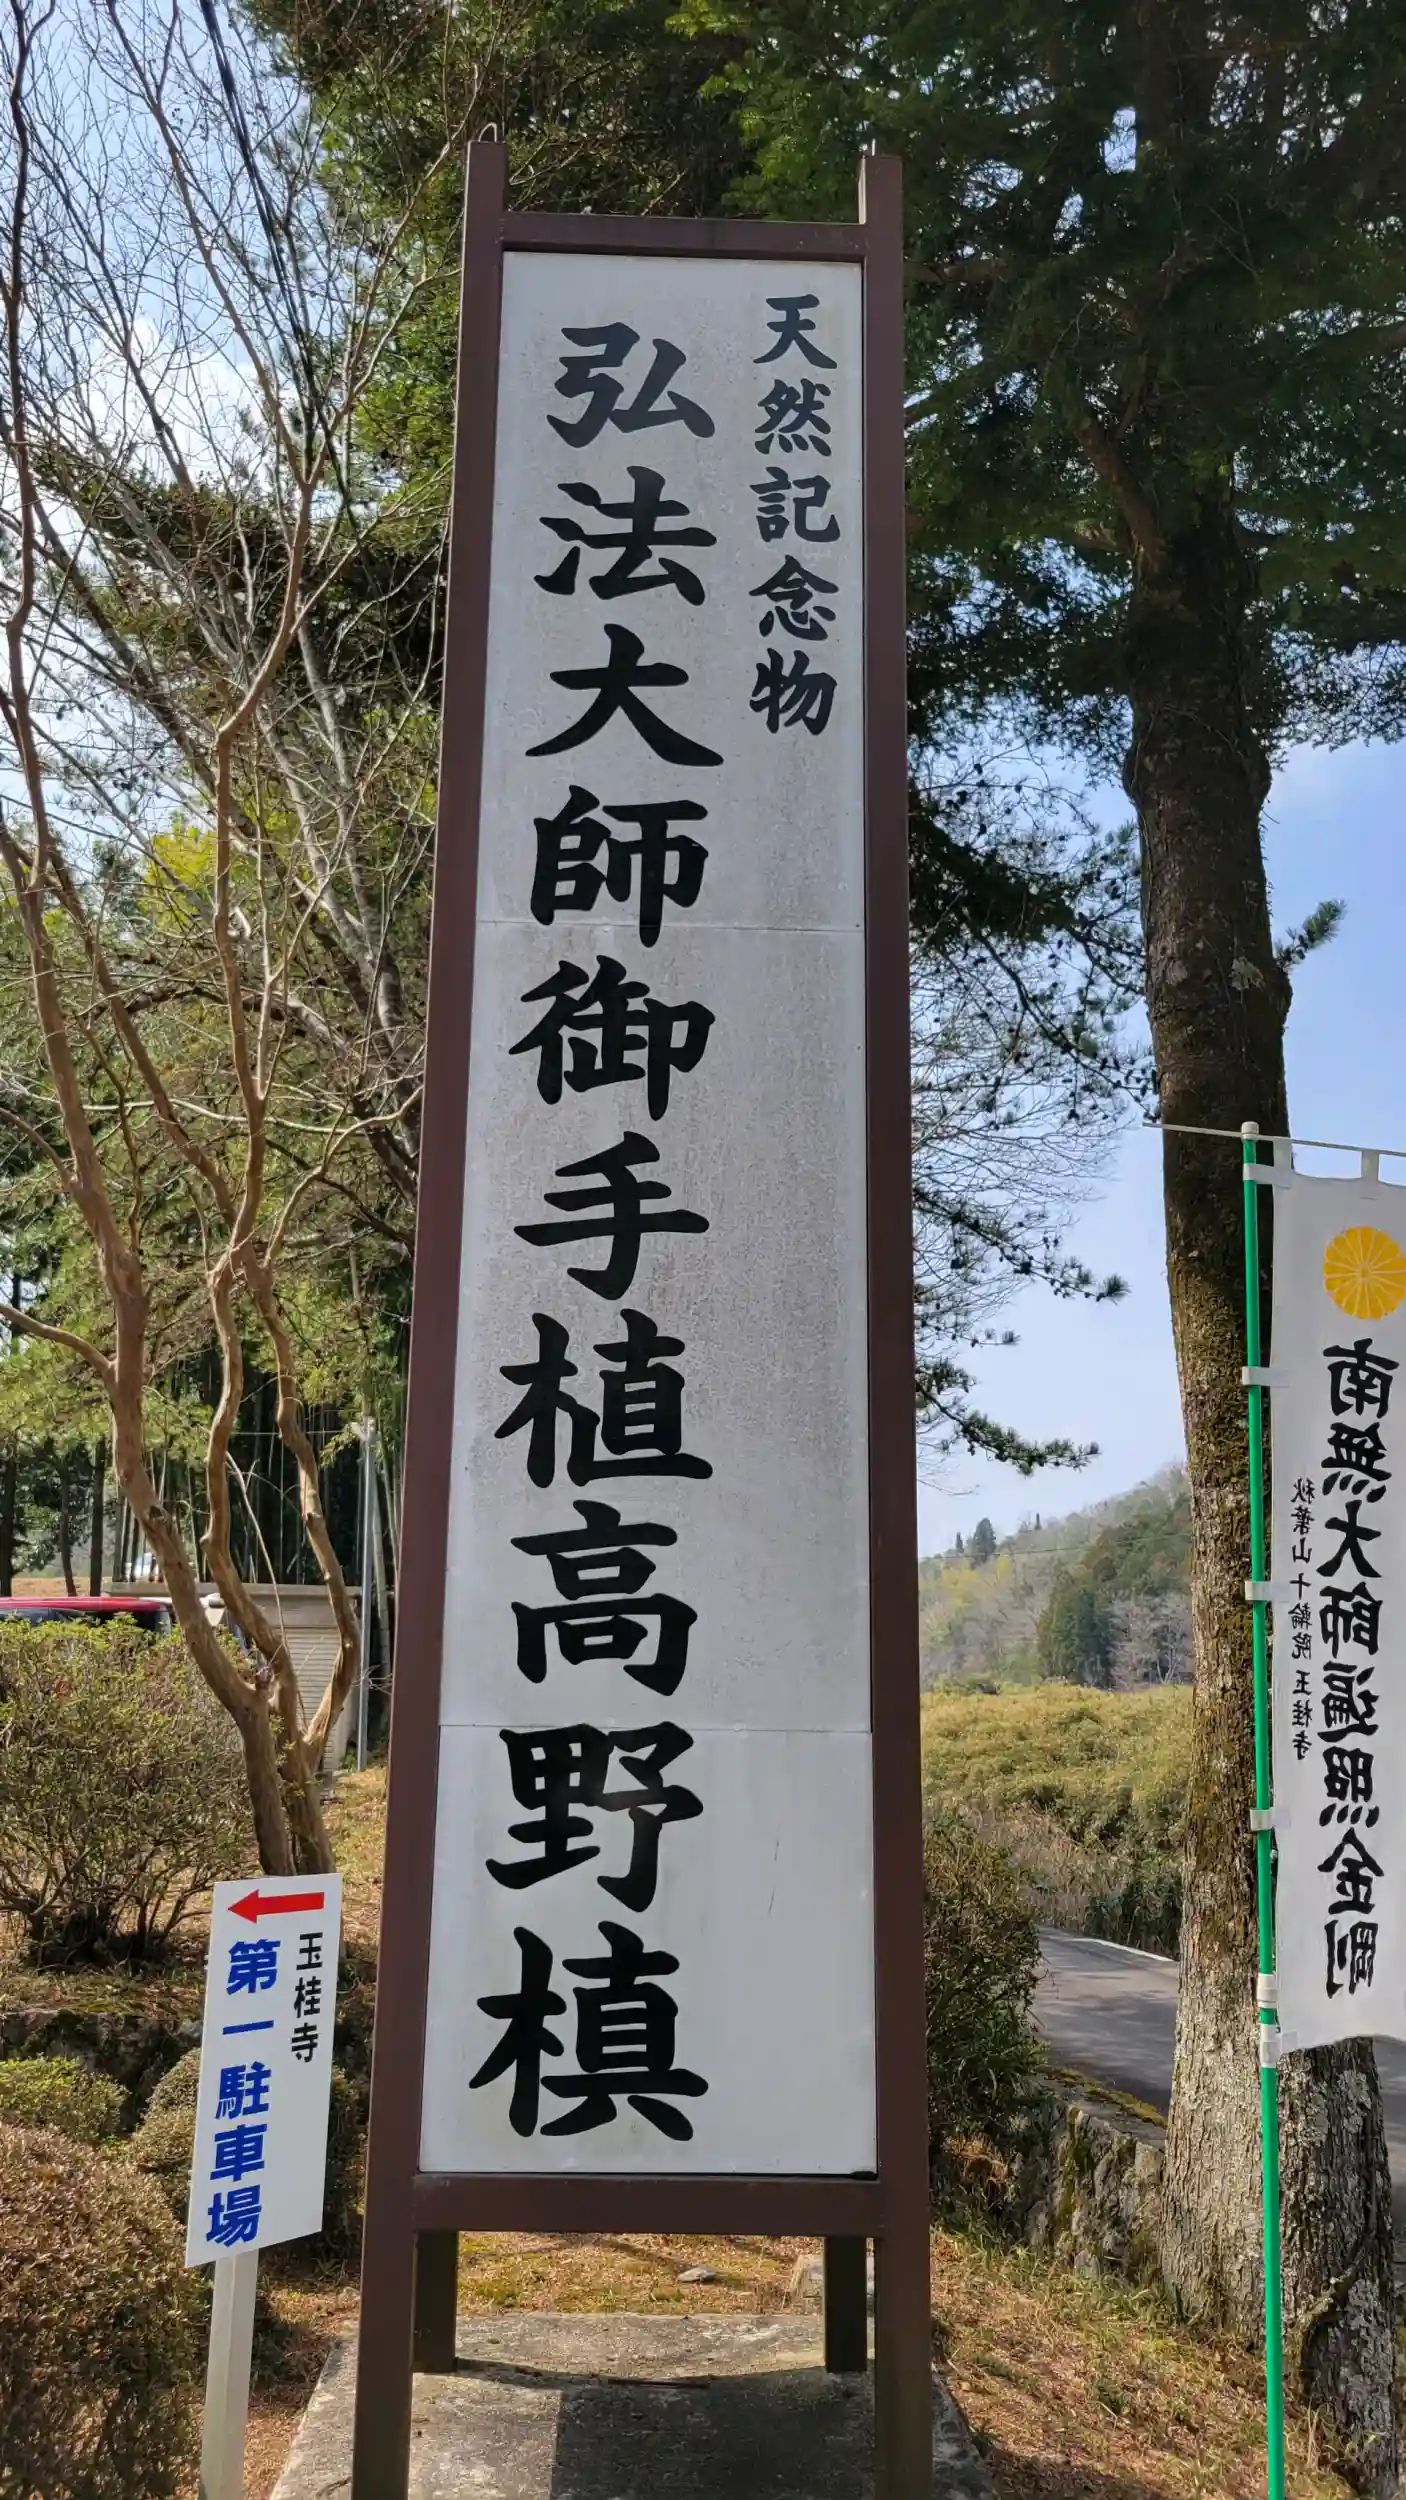 天然記念物
弘法大師御手植高野槙
玉桂寺
第一駐車場
南無大師遍照金剛
秋葉山十輪院玉桂寺